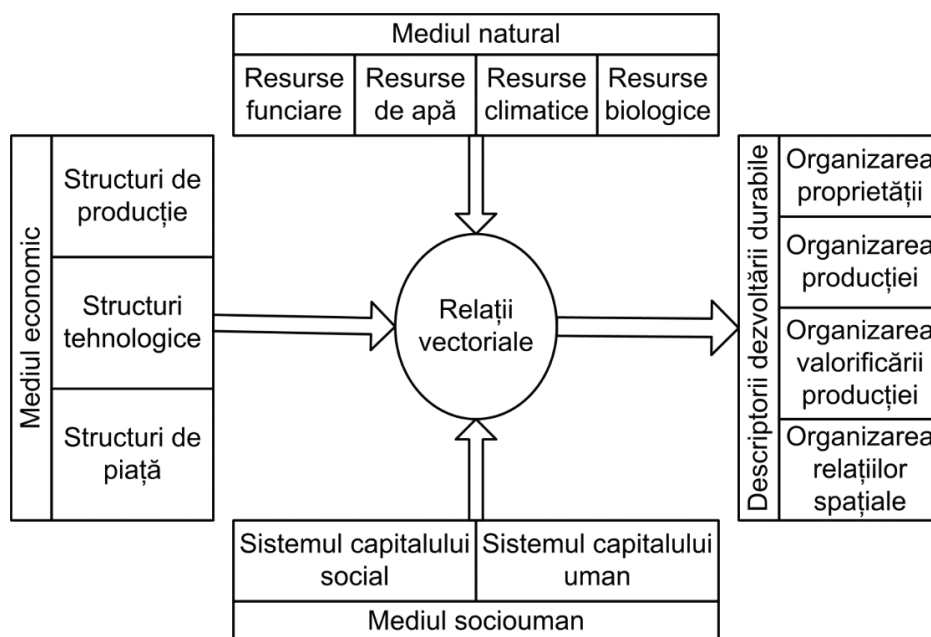 Mediul natural
Resurse
funciare
Resurse
de apă
Resurse
climatice
Resurse
biologice
Mediul economic
Structuri de
producție
Structuri
tehnologice
Structuri de
piață
Relații
vectoriale
Descriptorii dezvoltării durabile
Organizarea
proprietății
Organizarea
producției
Organizarea
valorificării
producției
Organizarea
relațiilor
spațiale
Sistemul capitalului
social
Sistemul capitalului
uman
Mediul sociouman